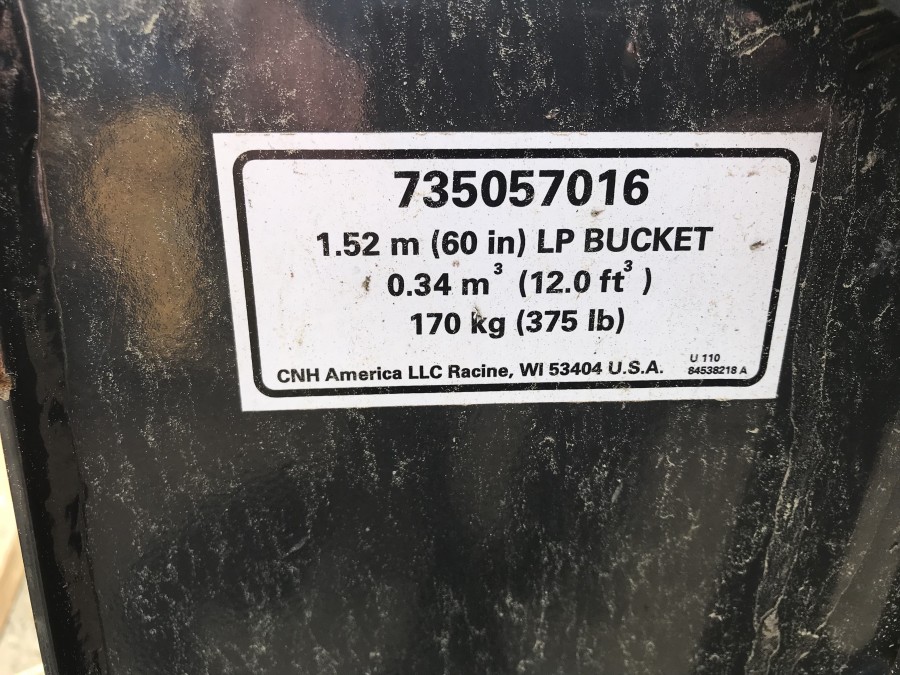 735057016
1.52 m (60 in) LP BUCKET
0.34 m³ (12.0 ft³ )
170 kg (375 lb)
CNH America LLC Racine, WI 53404 U.S.A.
U 110
84538218 A